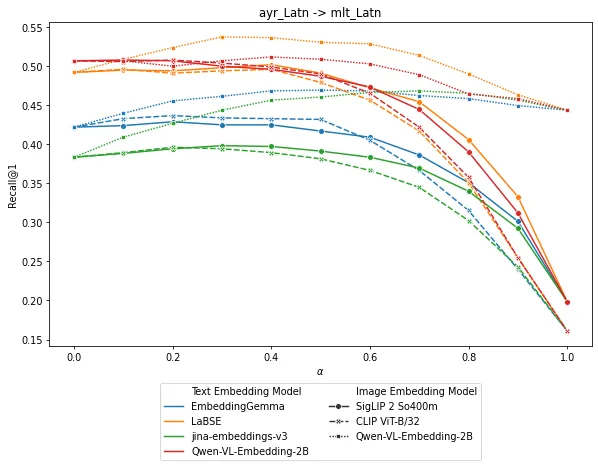 ayr_Latn -> mlt_Latn
Recall@1
0.55
0.50
0.45
0.40
0.35
0.30
0.25
0.20
0.15
0.0 0.2 0.4 0.6 0.8 1.0
α
Text Embedding Model
EmbeddingGemma
LaBSE
jina-embeddings-v3
Qwen-VL-Embedding-2B
Image Embedding Model
SigLIP 2 So400m
CLIP ViT-B/32
Qwen-VL-Embedding-2B